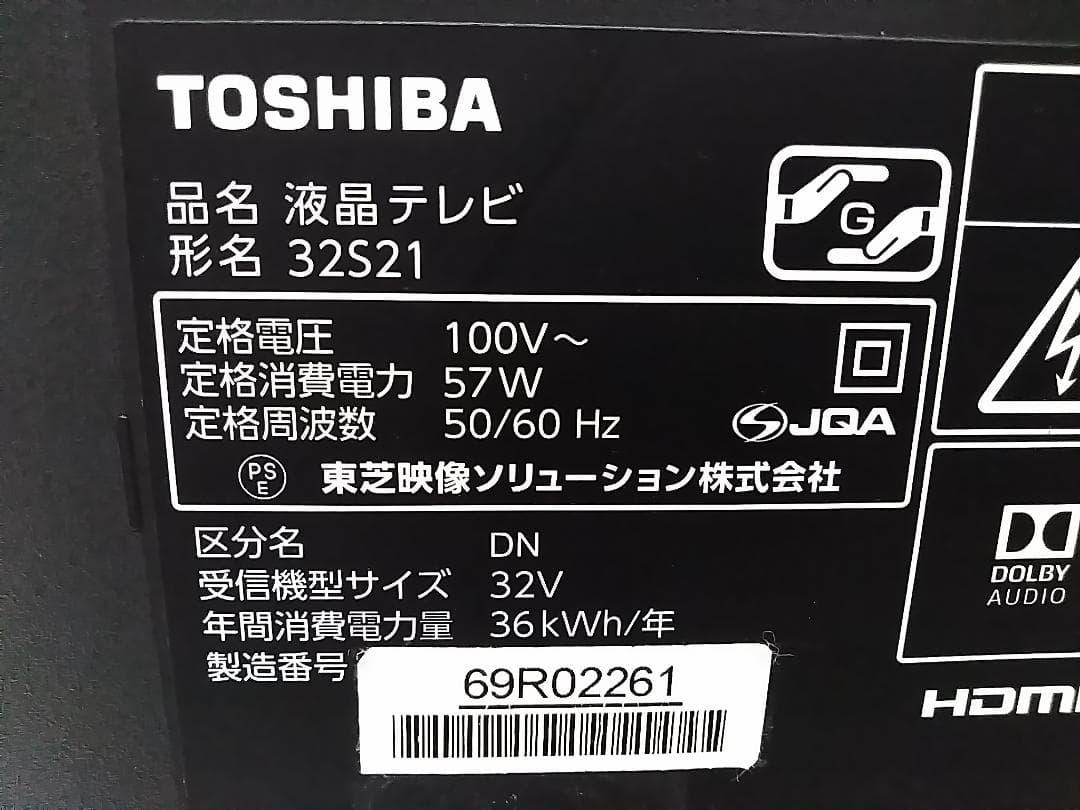 TOSHIBA
品名 液晶テレビ
形名 32S21
G
定格電圧 100V～
定格消費電力 57W
定格周波数 50/60 Hz
JQA
PS
E
東芝映像ソリューション株式会社
区分名 DN
受信機型サイズ 32V
年間消費電力量 36kWh/年
製造番号
69R02261
DOLBY
AUDIO
HDMI